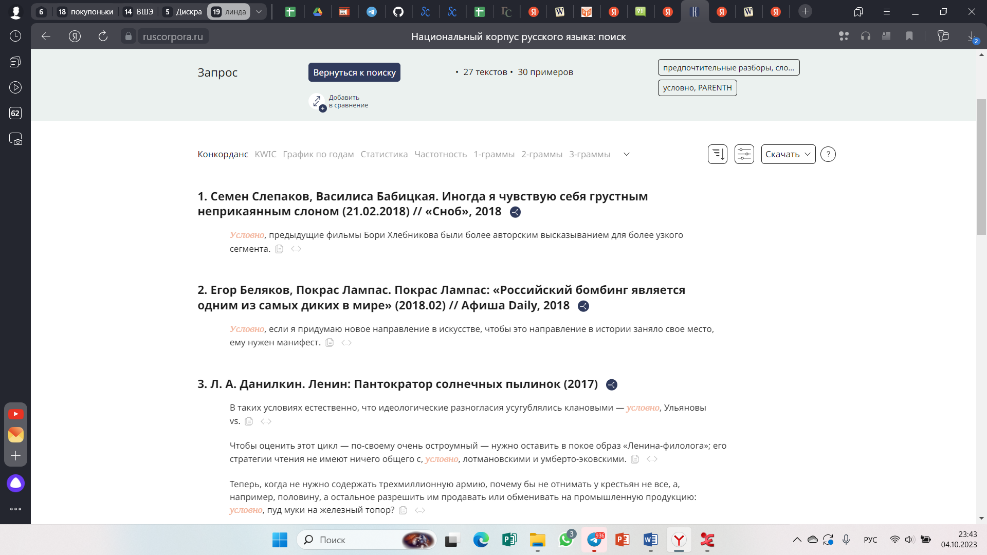 6
18 покупоньки
14 ВШЭ
5 Дискра
19 линда
ruscorpora.ru
Национальный корпус русского языка: поиск
62
2
Запрос
Вернуться к поиску
• 27 текстов • 30 примеров
предпочтительные разборы, сло...
условно, PARENTH
Добавить
в сравнение
Конкорданс KWIC График по годам Статистика Частотность 1-граммы 2-граммы 3-граммы
Скачать
?
1. Семен Слепаков, Василиса Бабицкая. Иногда я чувствую себя грустным
неприкаянным слоном (21.02.2018) // «Сноб», 2018
Условно, предыдущие фильмы Бори Хлебникова были более авторским высказыванием для более узкого
сегмента.
2. Егор Беляков, Покрас Лампас. Покрас Лампас: «Российский бомбинг является
одним из самых диких в мире» (2018.02) // Афиша Daily, 2018
Условно, если я придумаю новое направление в искусстве, чтобы это направление в истории заняло свое место,
ему нужен манифест.
3. Л. А. Данилкин. Ленин: Пантократор солнечных пылинок (2017)
В таких условиях естественно, что идеологические разногласия усугублялись клановыми — условно, Ульяновы
vs.
Чтобы оценить этот цикл — по-своему очень остроумный — нужно оставить в покое образ «Ленина-филолога»; его
стратегии чтения не имеют ничего общего с, условно, лотмановскими и умберто-эковскими.
Теперь, когда не нужно содержать трехмиллионную армию, почему бы не отнимать у крестьян не все, а,
например, половину, а остальное разрешить им продавать или обменивать на промышленную продукцию:
условно, пуд муки на железный топор?
Поиск
РУС
23:43
04.10.2023